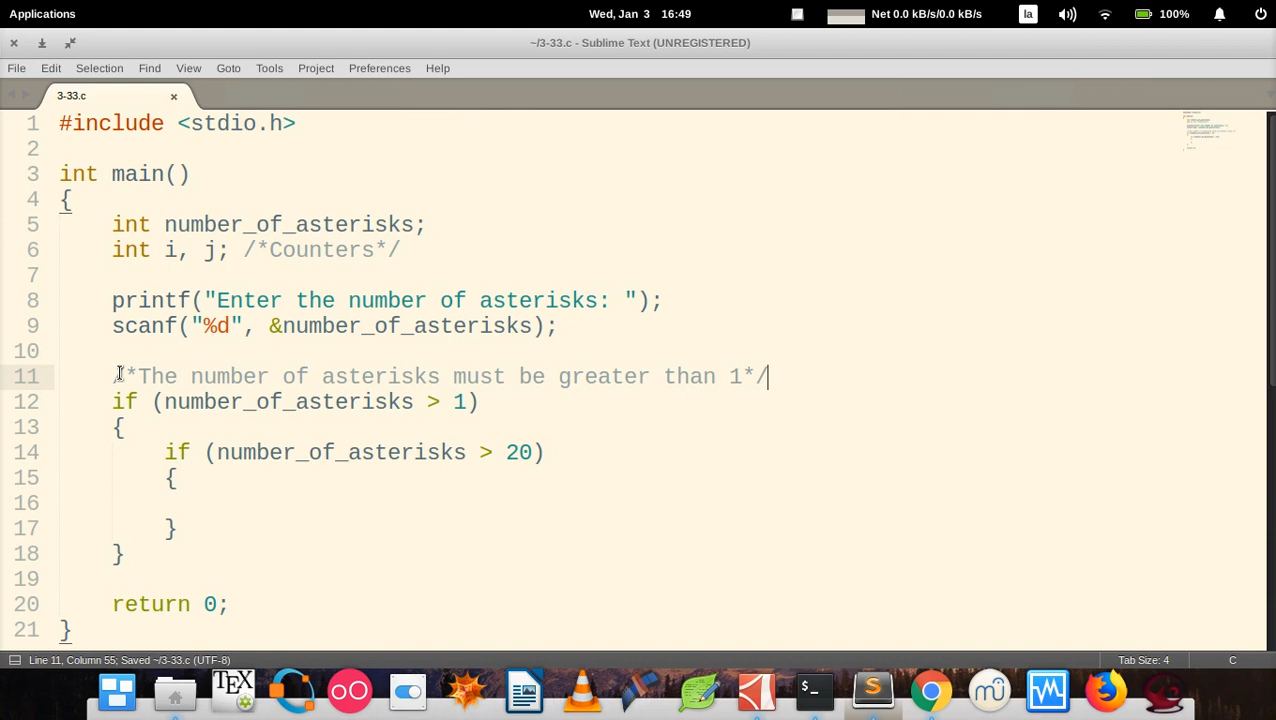 Applications Wed, Jan 3 16:49 Net 0.0 kB/s/0.0 kB/s la 100%
~/3-33.c - Sublime Text (UNREGISTERED)
File Edit Selection Find View Goto Tools Project Preferences Help
3-33.c
1 #include <stdio.h>
2
3 int main()
4 {
5 int number_of_asterisks;
6 int i, j; /*Counters*/
7
8 printf("Enter the number of asterisks: ");
9 scanf("%d", &number_of_asterisks);
10
11 /*The number of asterisks must be greater than 1*/
12 if (number_of_asterisks > 1)
13 {
14 if (number_of_asterisks > 20)
15 {
16
17 }
18 }
19
20 return 0;
21 }
Line 11, Column 55; Saved ~/3-33.c (UTF-8) Tab Size: 4 C
TEX >_ S mü VM